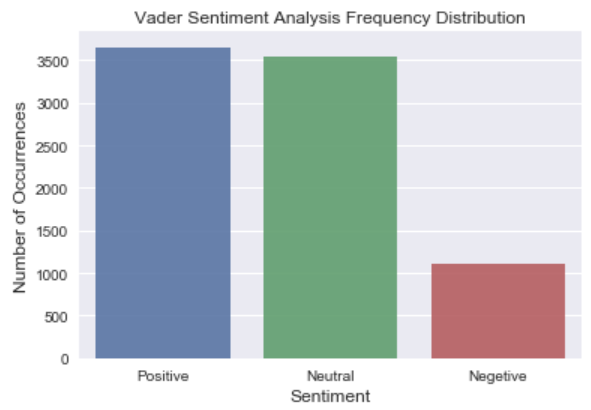 Vader Sentiment Analysis Frequency Distribution
Number of Occurrences
3500
3000
2500
2000
1500
1000
500
0
Positive Neutral Negetive
Sentiment